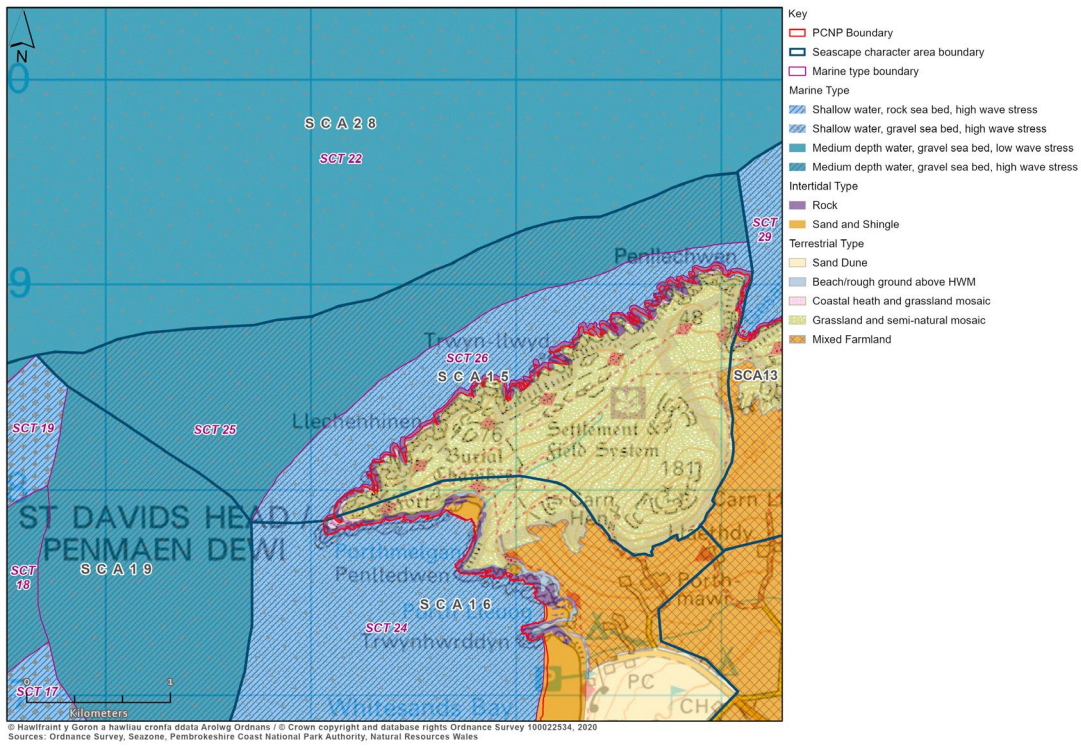 N
0
SCA28
SCT 22
SCT
29
9
Penllechwen
48
Trwyn-llwyd
SCT 26
SCA15
SCA13
Llechenhinen
SCT 19
SCT 25
76
Settlement &
Field System
Burial
Chamber
181
Fort
Carn
ST DAVIDS HEAD /
PENMAEN DEWI
Porthmelgan
SCT
18
SCA19
Penlledwen
Porth-
mawr
SCA16
Porth Lleuog
SCT 24
Trwynhwrddyn
SCT 17
PC
Whitesands Bay
CH
0 1
Kilometers
Key
PCNP Boundary
Seascape character area boundary
Marine type boundary
Marine Type
Shallow water, rock sea bed, high wave stress
Shallow water, gravel sea bed, high wave stress
Medium depth water, gravel sea bed, low wave stress
Medium depth water, gravel sea bed, high wave stress
Intertidal Type
Rock
Sand and Shingle
Terrestrial Type
Sand Dune
Beach/rough ground above HWM
Coastal heath and grassland mosaic
Grassland and semi-natural mosaic
Mixed Farmland
© Hawlfraint y Goron a hawliau cronfa ddata Arolwg Ordnans / © Crown copyright and database rights Ordnance Survey 100022534, 2020
Sources: Ordnance Survey, Seazone, Pembrokeshire Coast National Park Authority, Natural Resources Wales